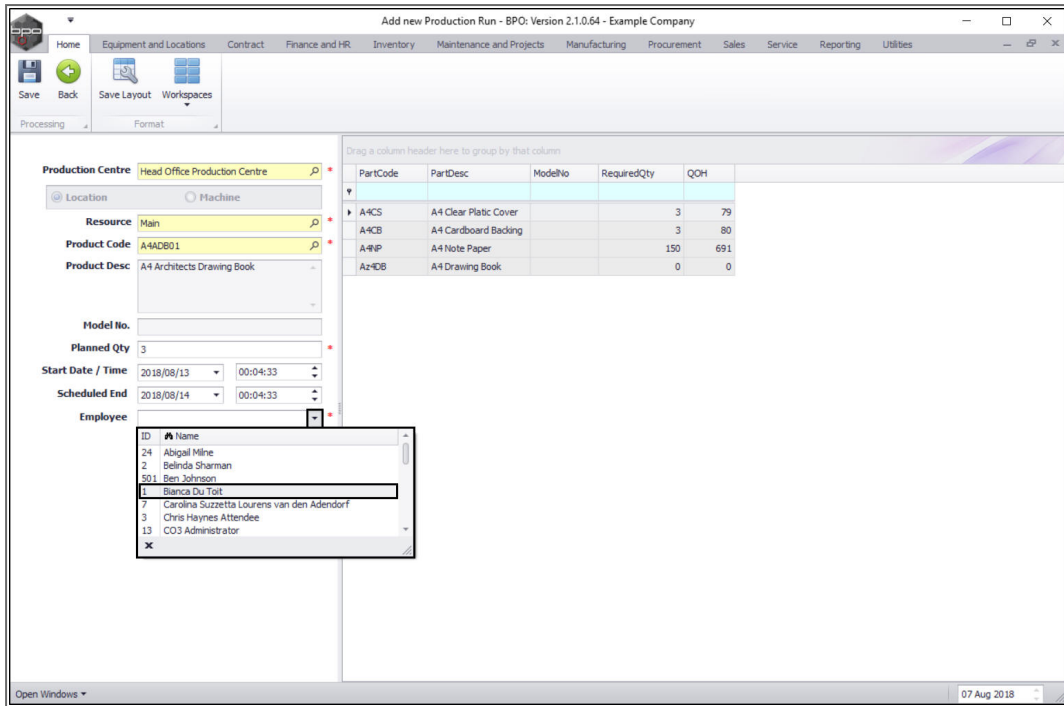 bpo
Add new Production Run - BPO: Version 2.1.0.64 - Example Company
Home Equipment and Locations Contract Finance and HR Inventory Maintenance and Projects Manufacturing Procurement Sales Service Reporting Utilities
Save Back Save Layout Workspaces
Processing Format
Drag a column header here to group by that column
Production Centre Head Office Production Centre *
Location Machine
Resource Main *
Product Code A4ADB01 *
Product Desc A4 Architects Drawing Book
Model No.
Planned Qty 3 *
Start Date / Time 2018/08/13 00:04:33
Scheduled End 2018/08/14 00:04:33
Employee *
ID Name
24 Abigail Milne
2 Belinda Sharman
501 Ben Johnson
1 Bianca Du Toit
7 Carolina Suzzetta Lourens van den Adendorf
3 Chris Haynes Attendee
13 CO3 Administrator
PartCode PartDesc ModelNo RequiredQty QOH
A4CS A4 Clear Platic Cover 3 79
A4CB A4 Cardboard Backing 3 80
A4NP A4 Note Paper 150 691
Az4DB A4 Drawing Book 0 0
Open Windows 07 Aug 2018